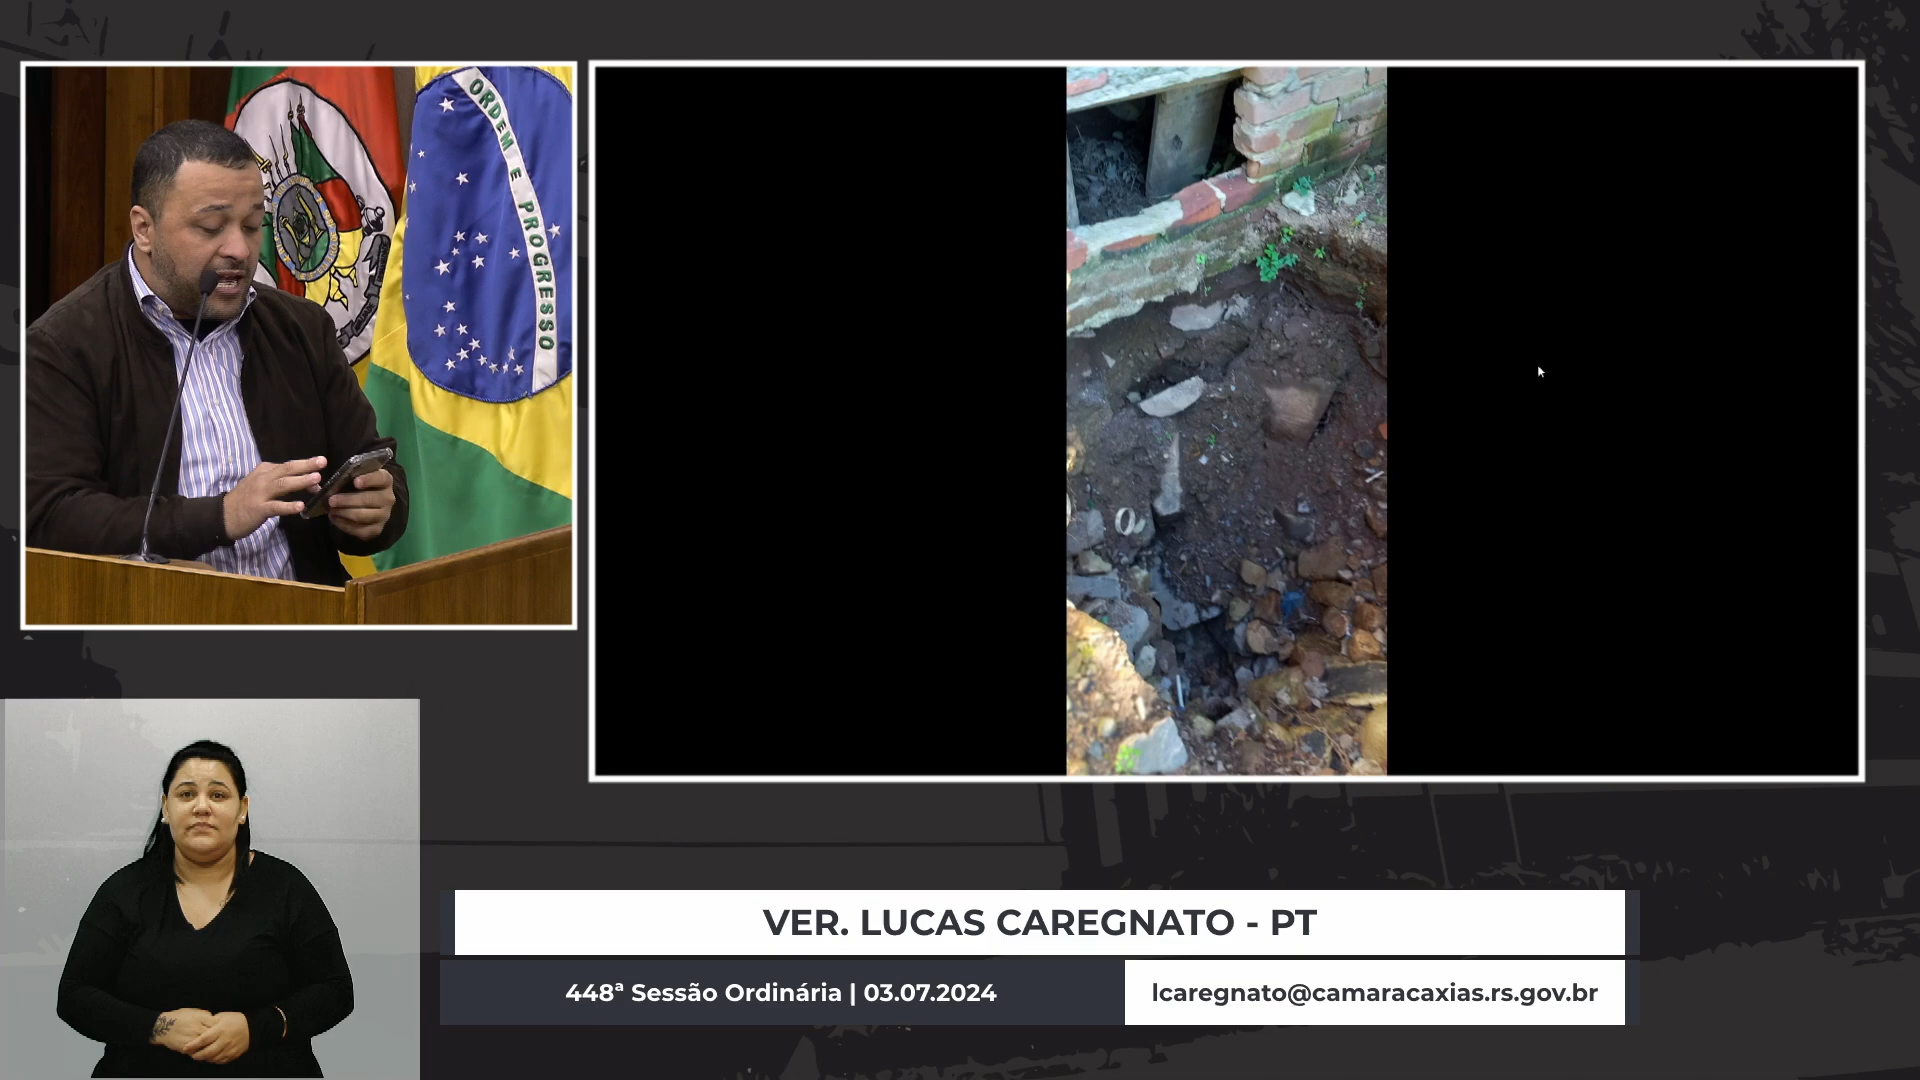 ORDEM E PROGRESSO
VER. LUCAS CAREGNATO - PT
448ª Sessão Ordinária | 03.07.2024
lcaregnato@camaracaxias.rs.gov.br